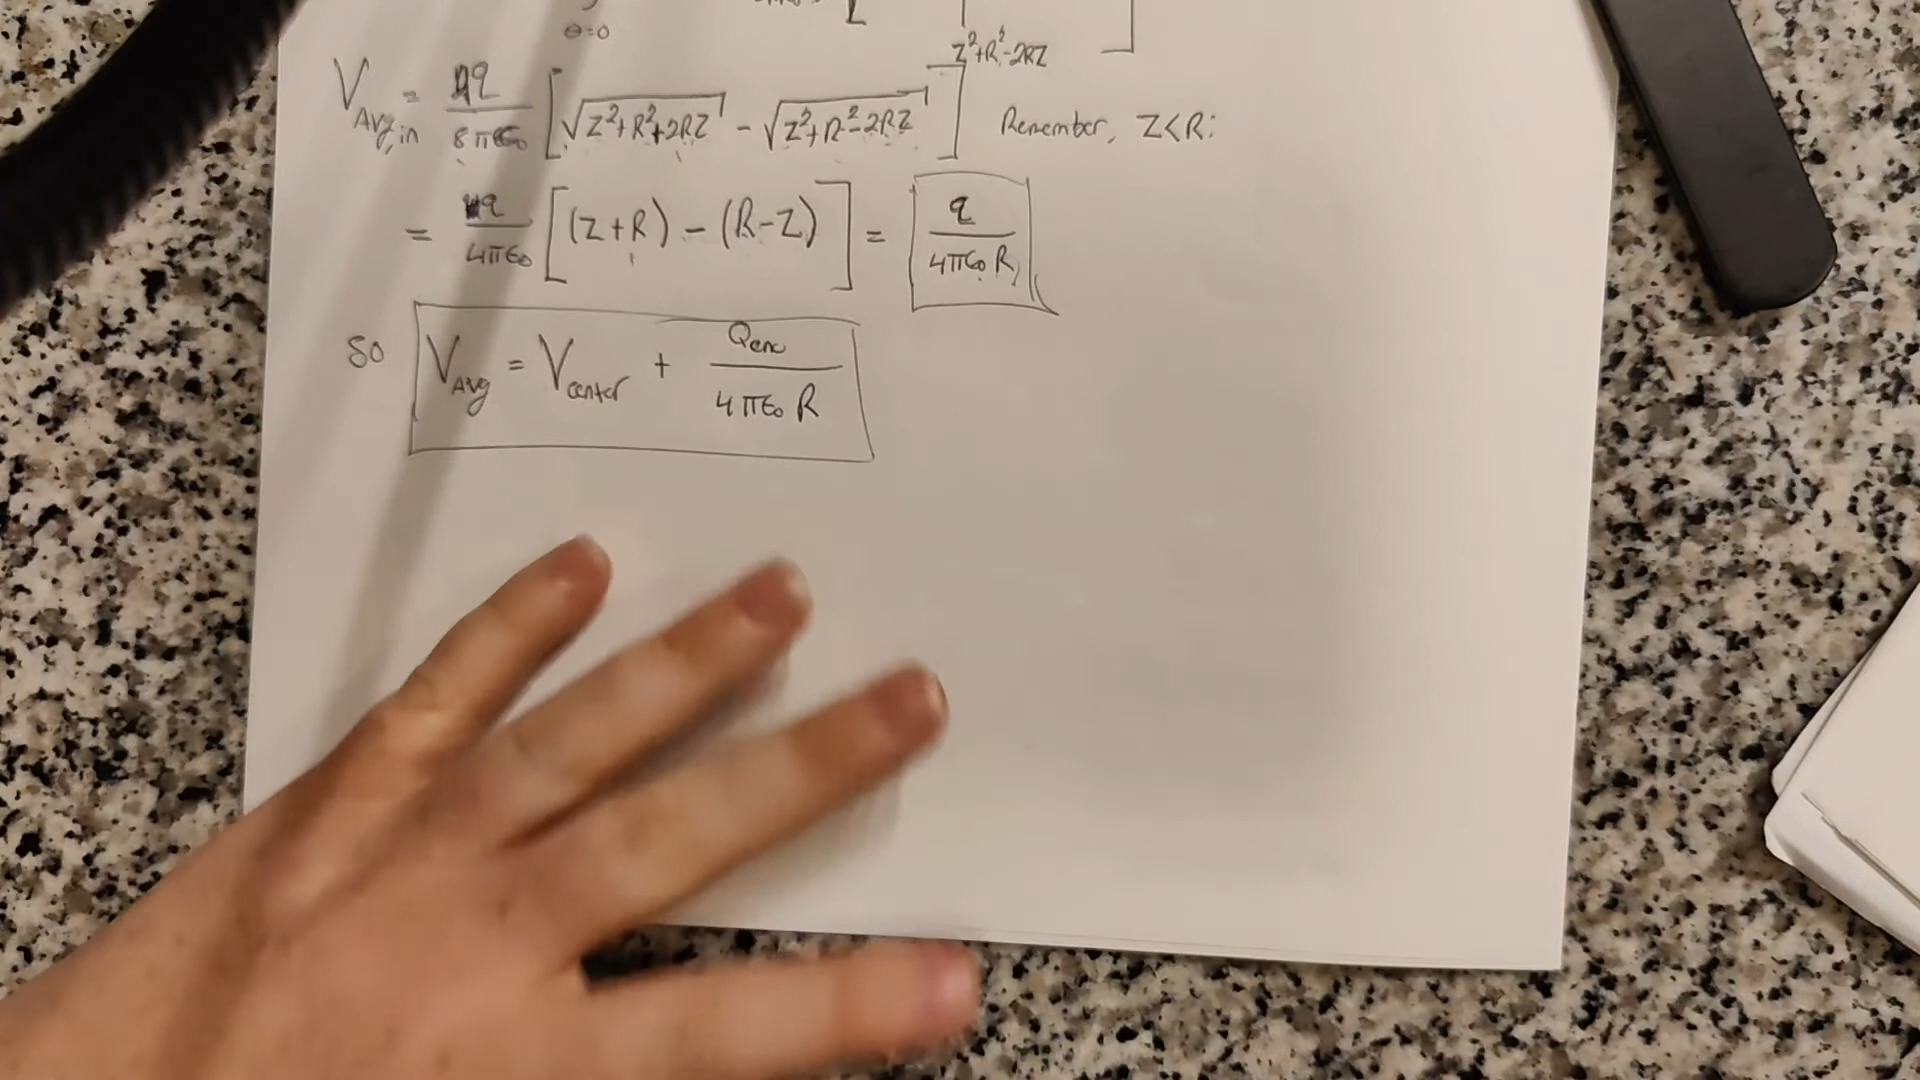 θ=0
Z²+R²-2RZ
V_Avg,in = q/8πε₀ [√(Z²+R²+2RZ) - √(Z²+R²-2RZ)] Remember, Z<R:
= q/4πε₀ [(Z+R) - (R-Z)] = q/4πε₀R
So V_Avg = V_center + Q_enc/4πε₀R